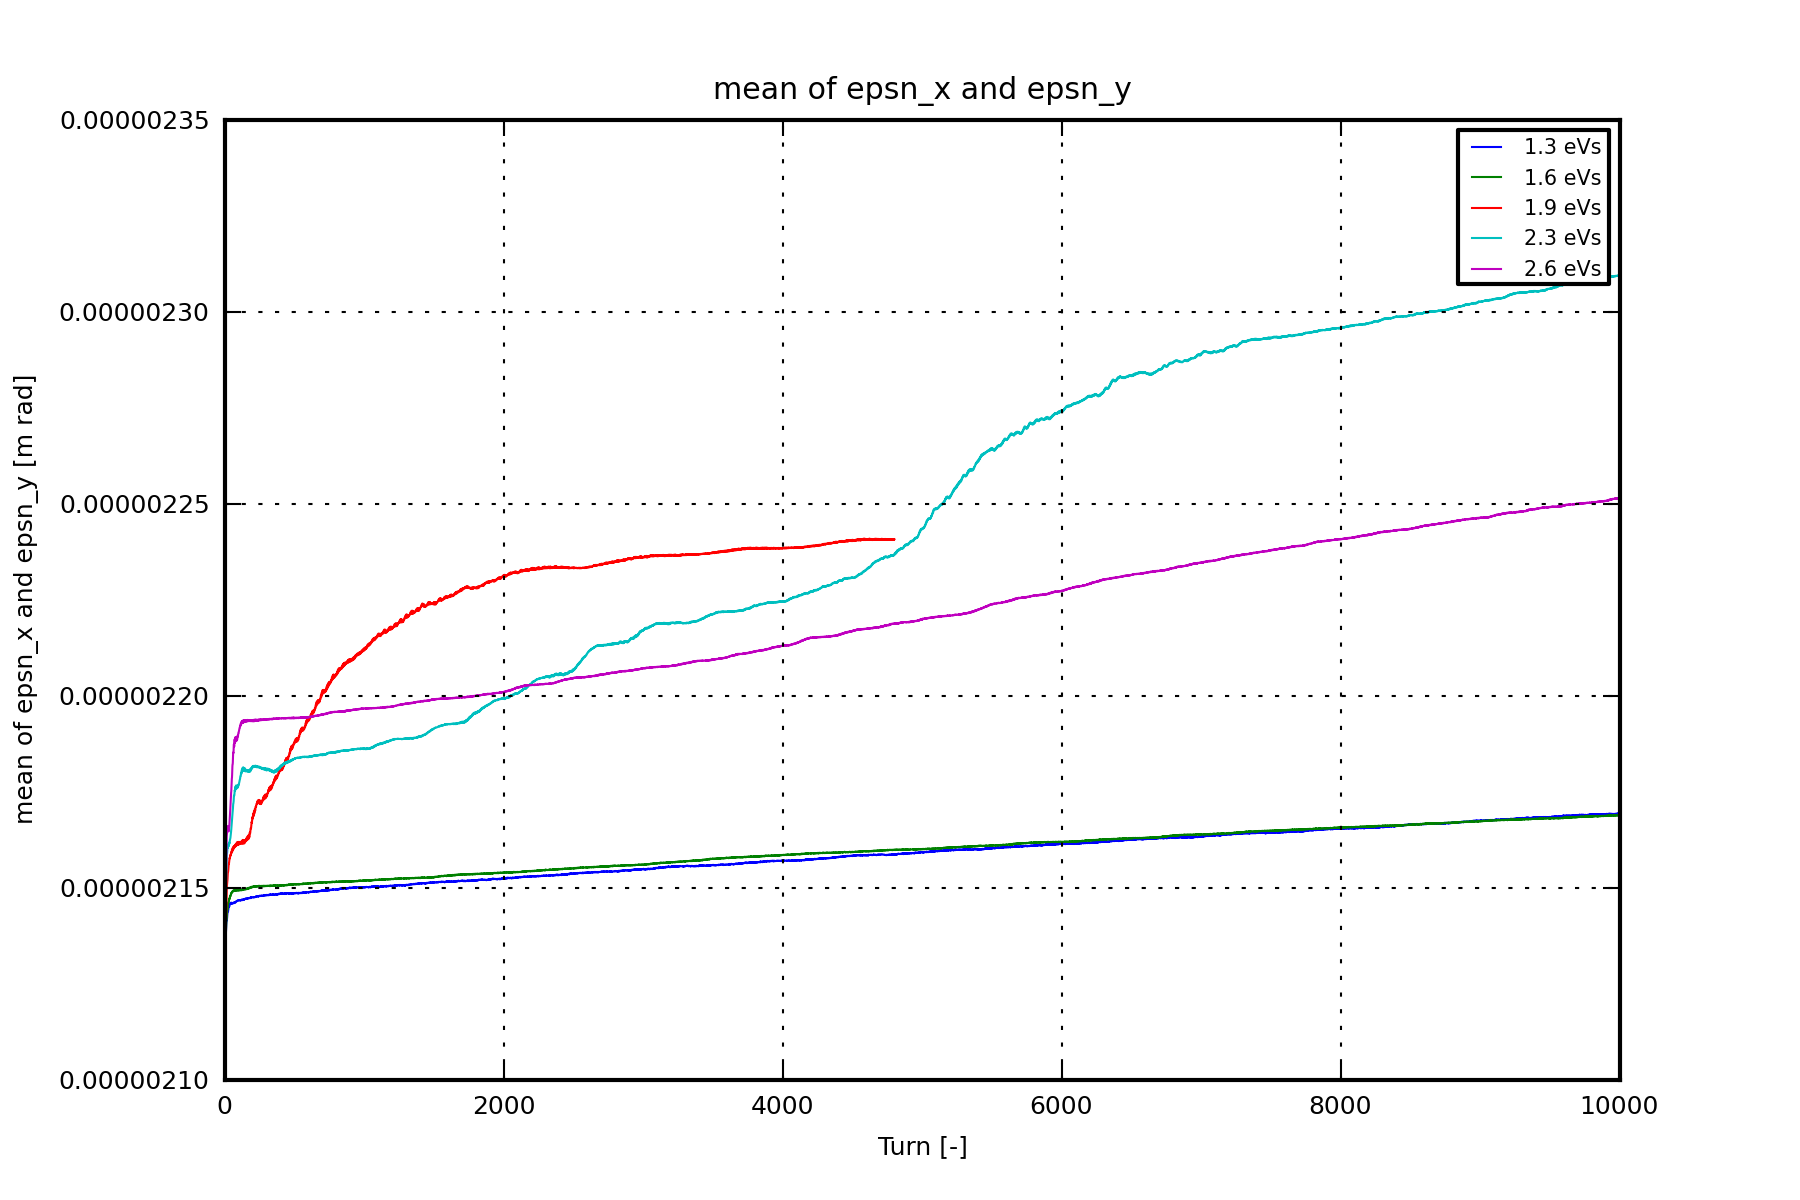 mean of epsn_x and epsn_y
0.00000235
0.00000230
0.00000225
0.00000220
0.00000215
0.00000210
mean of epsn_x and epsn_y [m rad]
1.3 eVs
1.6 eVs
1.9 eVs
2.3 eVs
2.6 eVs
0 2000 4000 6000 8000 10000
Turn [-]